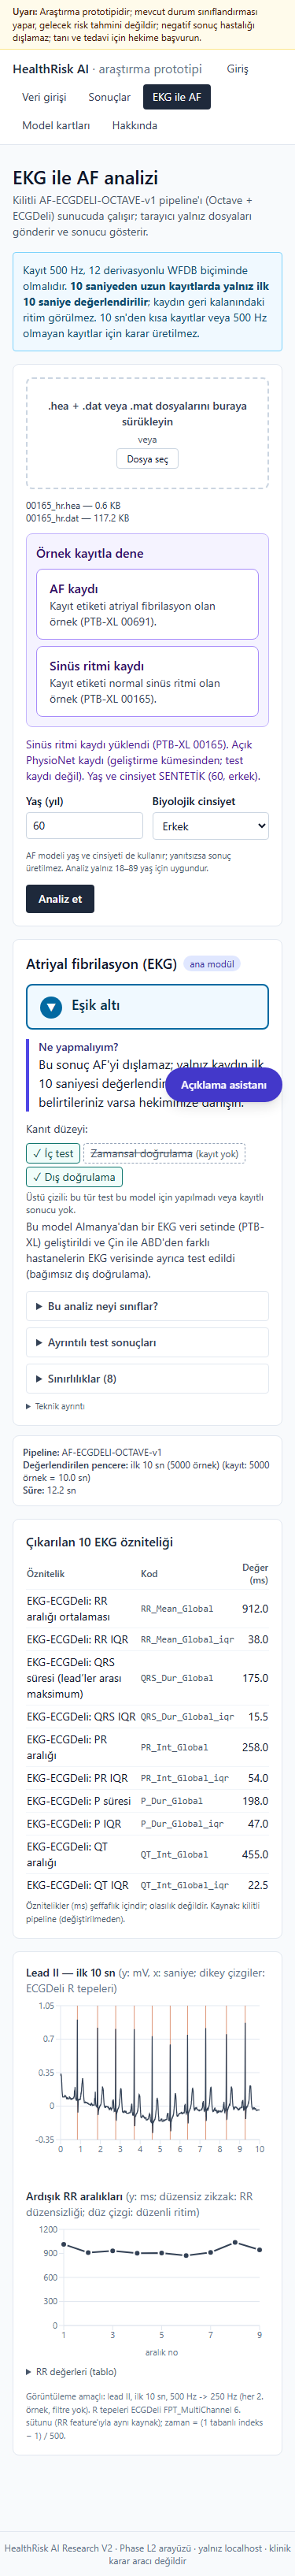 Uyarı: Araştırma prototipidir; mevcut durum sınıflandırması
yapar, gelecek risk tahmini değildir; negatif sonuç hastalığı
dışlamaz; tanı ve tedavi için hekime başvurun.
HealthRisk AI · araştırma prototipi Giriş
Veri girişi Sonuçlar EKG ile AF
Model kartları Hakkında
EKG ile AF analizi
Kilitli AF-ECGDELI-OCTAVE-v1 pipeline'ı (Octave +
ECGDeli) sunucuda çalışır; tarayıcı yalnız dosyaları
gönderir ve sonucu gösterir.
Kayıt 500 Hz, 12 derivasyonlu WFDB biçiminde
olmalıdır. 10 saniyeden uzun kayıtlarda yalnız ilk
10 saniye değerlendirilir; kaydın geri kalanındaki
ritim görülmez. 10 sn'den kısa kayıtlar veya 500 Hz
olmayan kayıtlar için karar üretilmez.
.hea + .dat veya .mat dosyalarını buraya
sürükleyin
veya
Dosya seç
00165_hr.hea — 0.6 KB
00165_hr.dat — 117.2 KB
Örnek kayıtla dene
AF kaydı
Kayıt etiketi atriyal fibrilasyon olan
örnek (PTB-XL 00691).
Sinüs ritmi kaydı
Kayıt etiketi normal sinüs ritmi olan
örnek (PTB-XL 00165).
Sinüs ritmi kaydı yüklendi (PTB-XL 00165). Açık
PhysioNet kaydı (geliştirme kümesinden; test
kaydı değil). Yaş ve cinsiyet SENTETİK (60, erkek).
Yaş (yıl) Biyolojik cinsiyet
60 Erkek
AF modeli yaş ve cinsiyeti de kullanır; yanıtsızsa sonuç
üretilmez. Analiz yalnız 18–89 yaş için uygundur.
Analiz et
Atriyal fibrilasyon (EKG) ana modül
▼ Eşik altı
Ne yapmalıyım?
Bu sonuç AF'yi dışlamaz; yalnız kaydın ilk
10 saniyesi değerlendir
belirtileriniz varsa hekiminize danışın.
Açıklama asistanı
Kanıt düzeyi:
✓ İç test Zamansal doğrulama (kayıt yok)
✓ Dış doğrulama
Üstü çizili: bu tür test bu model için yapılmadı veya kayıtlı
sonucu yok.
Bu model Almanya'dan bir EKG veri setinde (PTB-
XL) geliştirildi ve Çin ile ABD'den farklı
hastanelerin EKG verisinde ayrıca test edildi
(bağımsız dış doğrulama).
▶ Bu analiz neyi sınıflar?
▶ Ayrıntılı test sonuçları
▶ Sınırlılıklar (8)
▶ Teknik ayrıntı
Pipeline: AF-ECGDELI-OCTAVE-v1
Değerlendirilen pencere: ilk 10 sn (5000 örnek) (kayıt: 5000
örnek = 10.0 sn)
Süre: 12.2 sn
Çıkarılan 10 EKG özniteliği
Öznitelik Kod Değer
(ms)
EKG-ECGDeli: RR
aralığı ortalaması RR_Mean_Global 912.0
EKG-ECGDeli: RR IQR RR_Mean_Global_iqr 38.0
EKG-ECGDeli: QRS
süresi (lead'ler arası QRS_Dur_Global 175.0
maksimum)
EKG-ECGDeli: QRS IQR QRS_Dur_Global_iqr 15.5
EKG-ECGDeli: PR
aralığı PR_Int_Global 258.0
EKG-ECGDeli: PR IQR PR_Int_Global_iqr 54.0
EKG-ECGDeli: P süresi P_Dur_Global 198.0
EKG-ECGDeli: P IQR P_Dur_Global_iqr 47.0
EKG-ECGDeli: QT
aralığı QT_Int_Global 455.0
EKG-ECGDeli: QT IQR QT_Int_Global_iqr 22.5
Öznitelikler (ms) şeffaflık içindir; olasılık değildir. Kaynak: kilitli
pipeline (değiştirilmeden).
Lead II — ilk 10 sn (y: mV, x: saniye; dikey çizgiler:
ECGDeli R tepeleri)
1.05
0.7
0.35
0
-0.35
0 1 2 3 4 5 6 7 8 9 10
Ardışık RR aralıkları (y: ms; düzensiz zikzak: RR
düzensizliği; düz çizgi: düzenli ritim)
1200
900
600
300
0
1 3 5 7 9
aralık no
▶ RR değerleri (tablo)
Görüntüleme amaçlı: lead II, ilk 10 sn, 500 Hz -> 250 Hz (her 2.
örnek, filtre yok). R tepeleri ECGDeli FPT_MultiChannel 6.
sütunu (RR feature'ıyla aynı kaynak); zaman = (1 tabanlı indeks
− 1) / 500.
HealthRisk AI Research V2 · Phase L2 arayüzü · yalnız localhost · klinik
karar aracı değildir